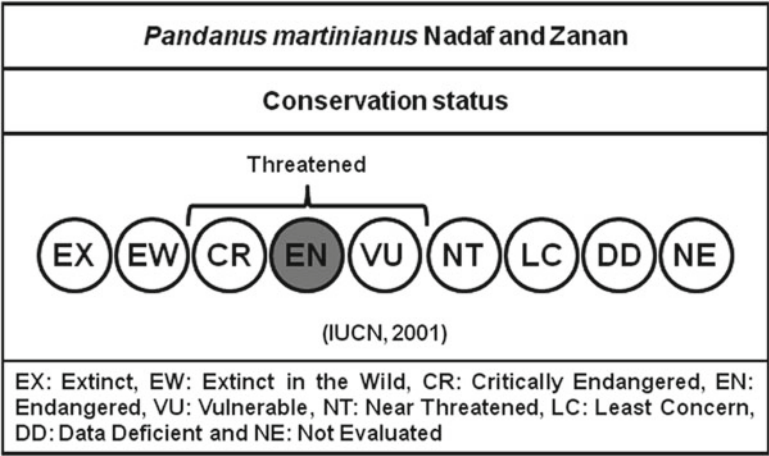 Pandanus martinianus Nadaf and Zanan
Conservation status
Threatened
EX EW CR EN VU NT LC DD NE
(IUCN, 2001)
EX: Extinct, EW: Extinct in the Wild, CR: Critically Endangered, EN:
Endangered, VU: Vulnerable, NT: Near Threatened, LC: Least Concern,
DD: Data Deficient and NE: Not Evaluated